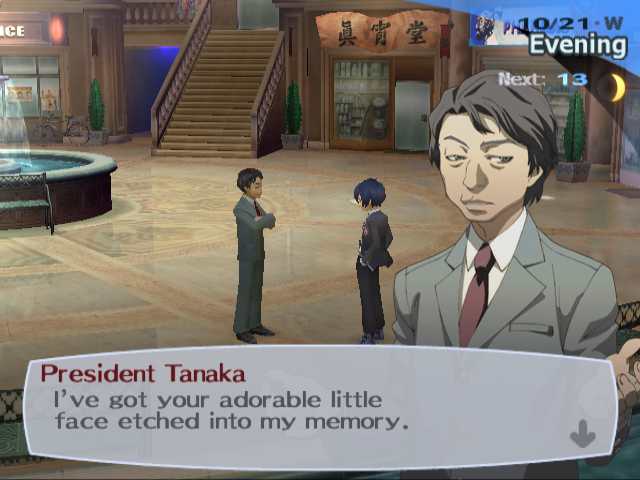 NCE
眞宵堂
10/21・W
Evening
Next: 13
President Tanaka
I've got your adorable little
face etched into my memory.